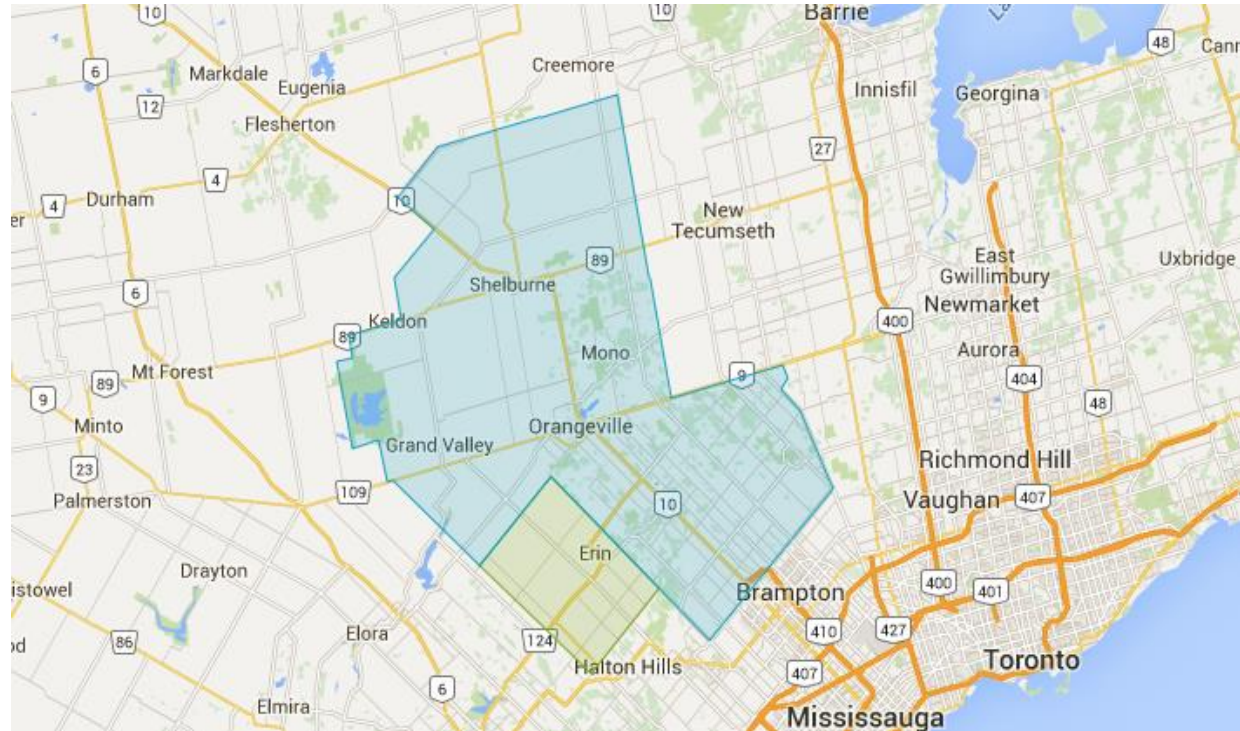 10
10
Barrie
La
48
Cann
6
Markdale
Eugenia
Creemore
Innisfil
Georgina
12
Flesherton
27
4
4
Durham
10
er
New
Tecumseth
89
East
Gwillimbury
Uxbridge
6
Shelburne
Newmarket
89
Keldon
400
Mono
Aurora
Mt Forest
9
404
89
9
48
Minto
Orangeville
Grand Valley
23
Richmond Hill
109
Palmerston
10
Vaughan
407
Erin
Drayton
istowel
Brampton
400
401
Elora
124
410
427
86
od
Halton Hills
Toronto
407
6
Elmira
Mississauga